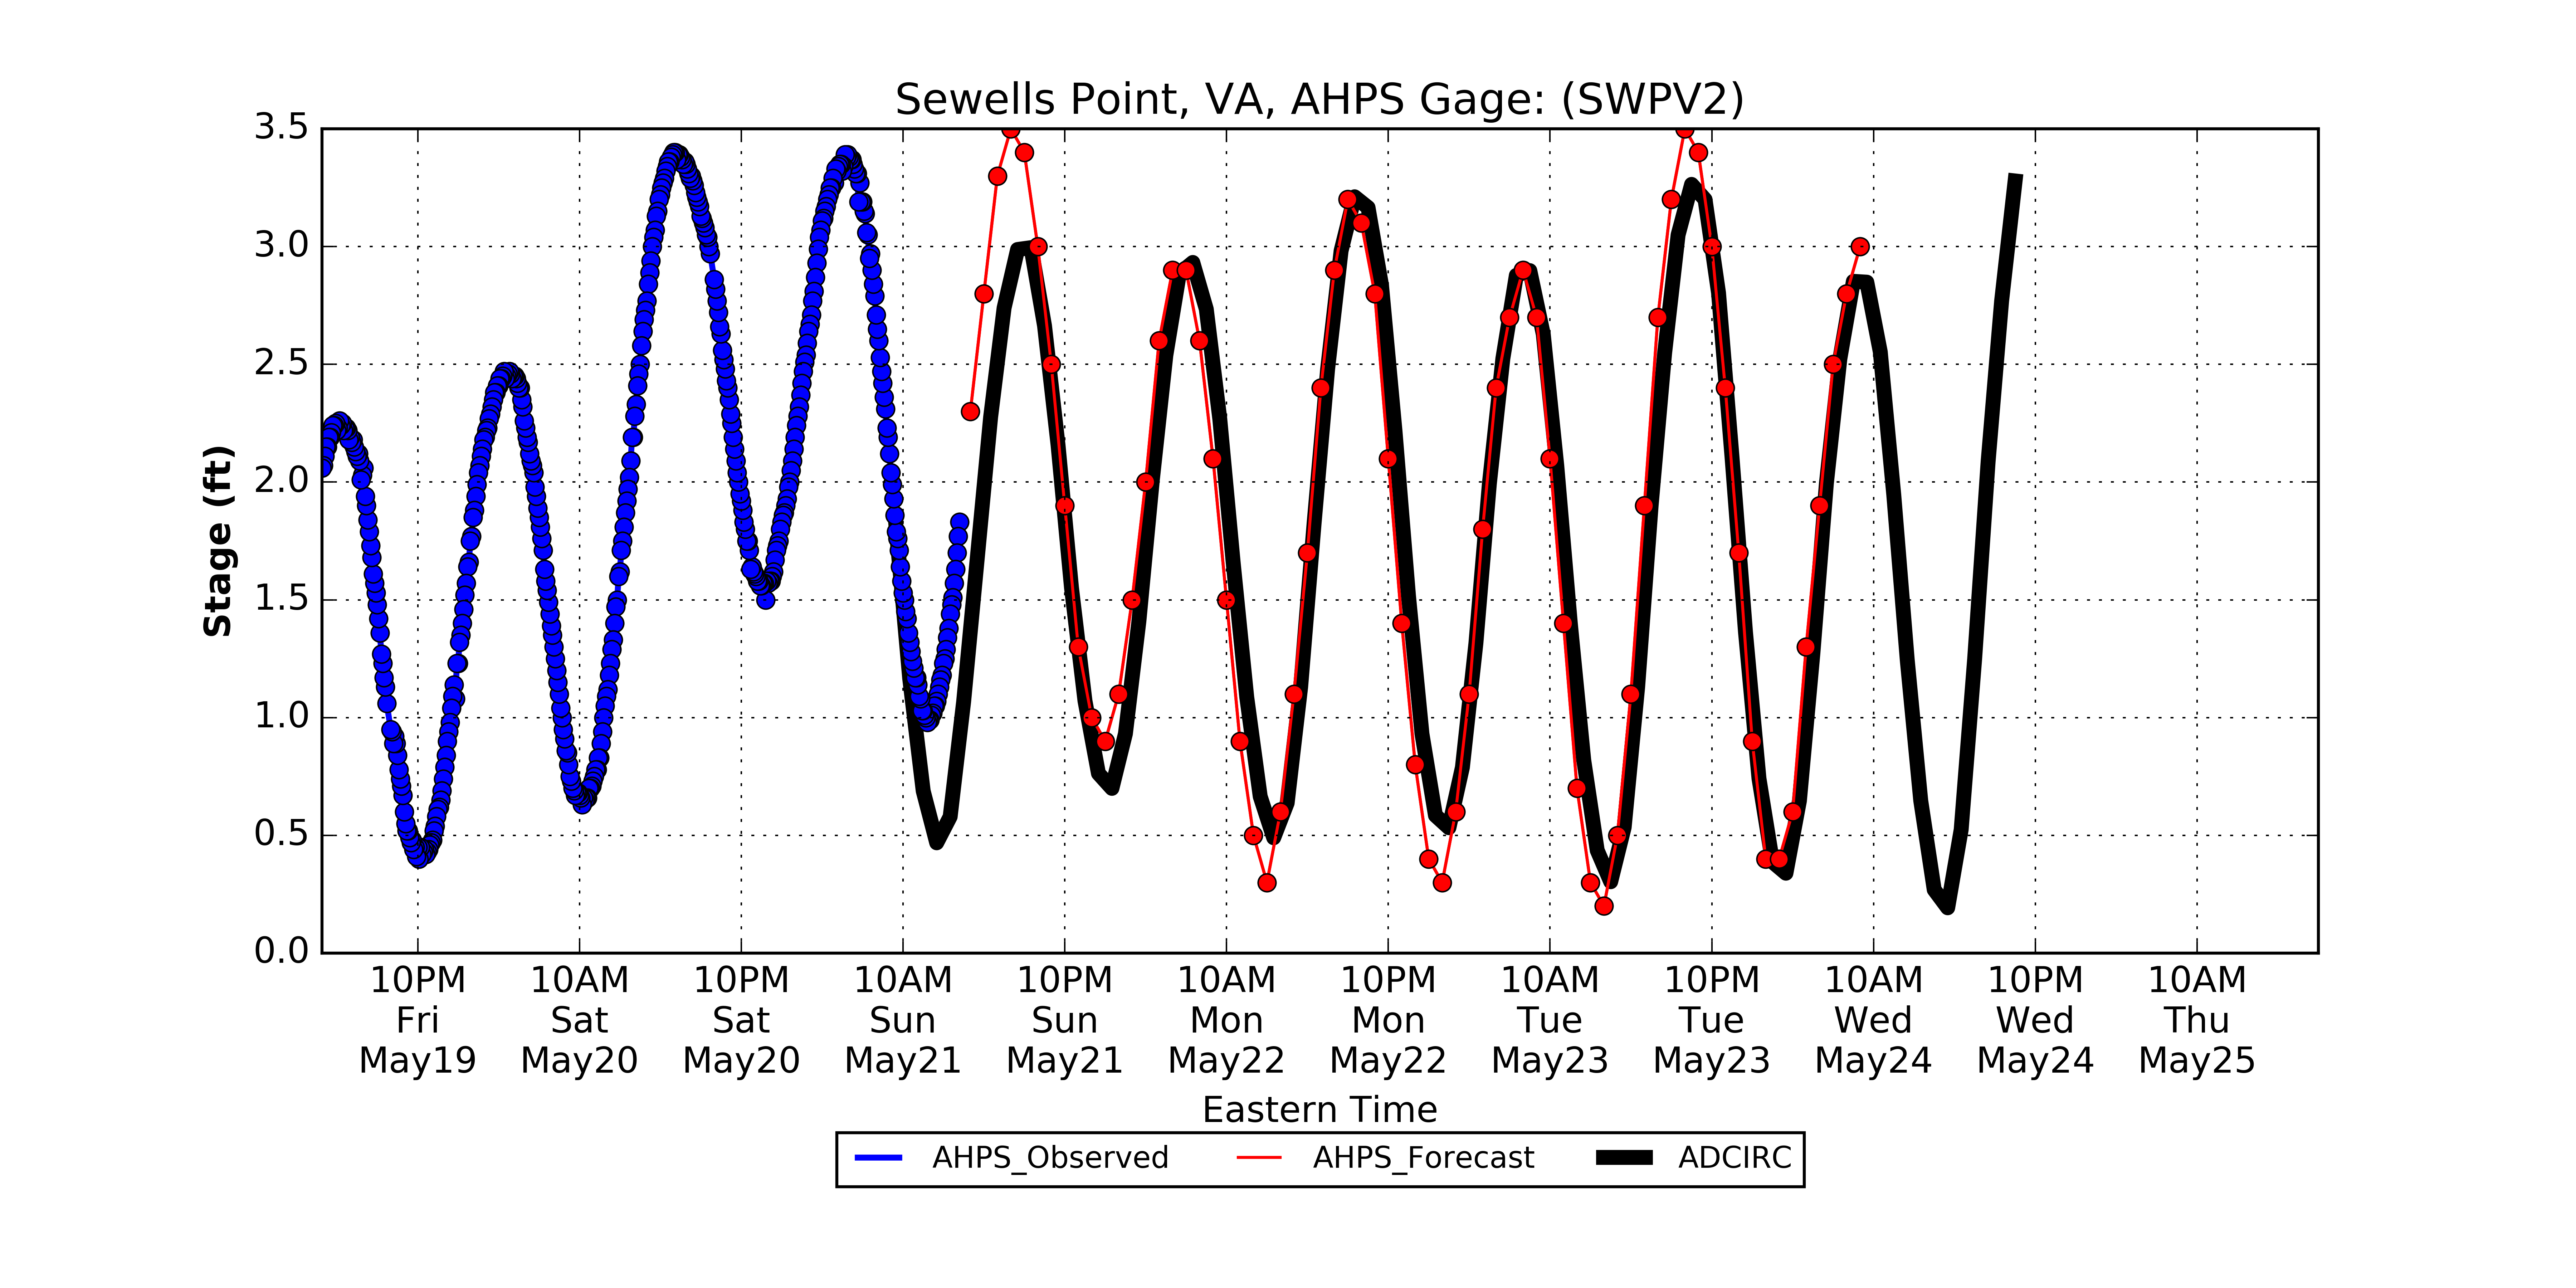 Sewells Point, VA, AHPS Gage: (SWPV2)
Stage (ft)
3.5
3.0
2.5
2.0
1.5
1.0
0.5
0.0
10PM 10AM 10PM 10AM 10PM 10AM 10PM 10AM 10PM 10AM 10PM 10AM
Fri Sat Sat Sun Sun Mon Mon Tue Tue Wed Wed Thu
May19 May20 May20 May21 May21 May22 May22 May23 May23 May24 May24 May25
Eastern Time
AHPS_Observed AHPS_Forecast ADCIRC